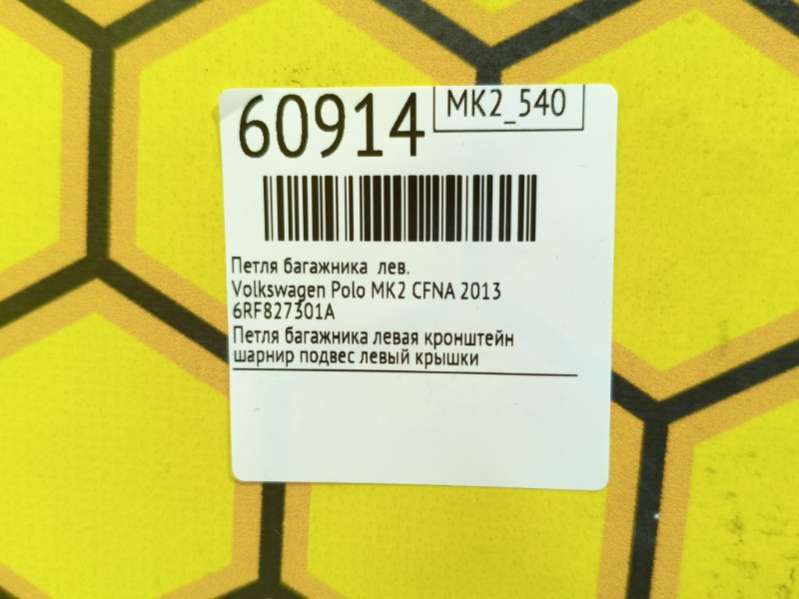 60914
MK2_540
Петля багажника лев.
Volkswagen Polo MK2 CFNA 2013
6RF827301A
Петля багажника левая кронштейн
шарнир подвес левый крышки